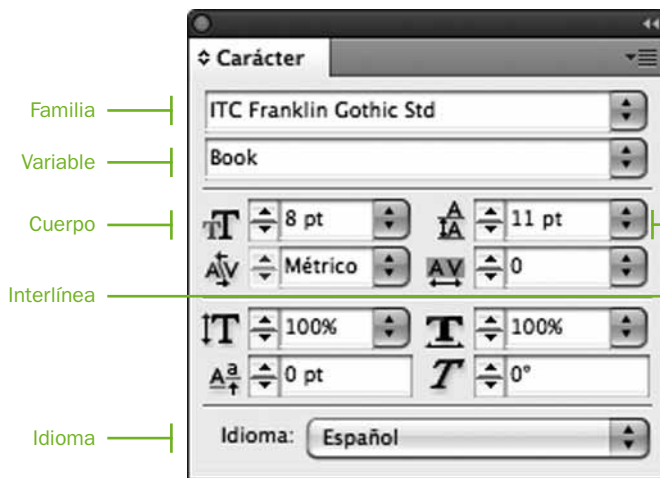 Carácter
Familia
ITC Franklin Gothic Std
Variable
Book
Cuerpo
8 pt
11 pt
Métrico
0
Interlínea
100%
100%
0 pt
0°
Idioma
Idioma: Español